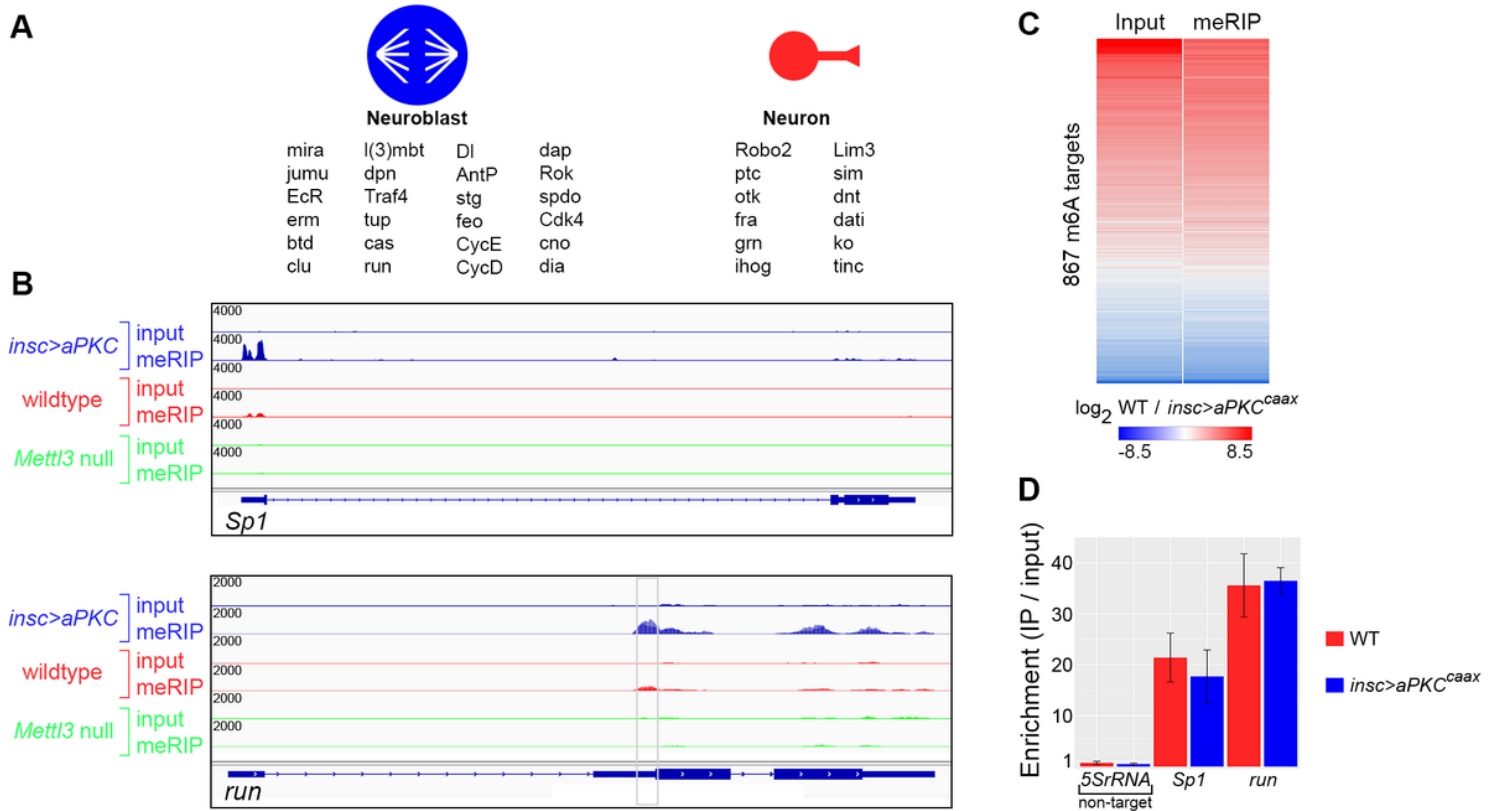 A
Neuroblast
Neuron
mira l(3)mbt Dl dap
jumu dpn AntP Rok
EcR Traf4 stg spdo
erm tup feo Cdk4
btd cas CycE cno
clu run CycD dia
Robo2 Lim3
ptc sim
otk dnt
fra dati
grn ko
ihog tinc
B
insc>aPKC
input
meRIP
wildtype
input
meRIP
Mettl3 null
input
meRIP
4000
4000
4000
4000
4000
4000
Sp1
insc>aPKC
input
meRIP
wildtype
input
meRIP
Mettl3 null
input
meRIP
2000
2000
2000
2000
2000
2000
run
C
Input meRIP
867 m6A targets
log2 WT / insc>aPKCcaax
-8.5 8.5
D
Enrichment (IP / input)
40
30
20
10
1
5SrRNA Sp1 run
non-target
WT
insc>aPKCcaax